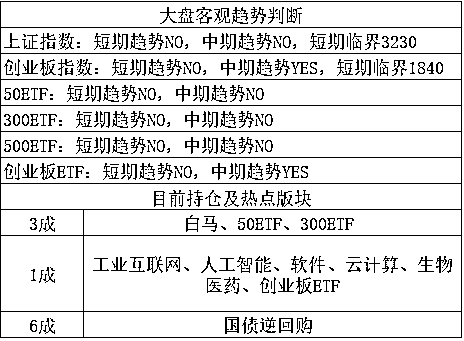 大盘客观趋势判断
上证指数：短期趋势NO，中期趋势NO，短期临界3230
创业板指数：短期趋势NO，中期趋势YES，短期临界1840
50ETF：短期趋势NO，中期趋势NO
300ETF：短期趋势NO，中期趋势NO
500ETF：短期趋势NO，中期趋势NO
创业板ETF：短期趋势NO，中期趋势YES
目前持仓及热点版块
3成 白马、50ETF、300ETF
1成 工业互联网、人工智能、软件、云计算、生物
医药、创业板ETF
6成 国债逆回购